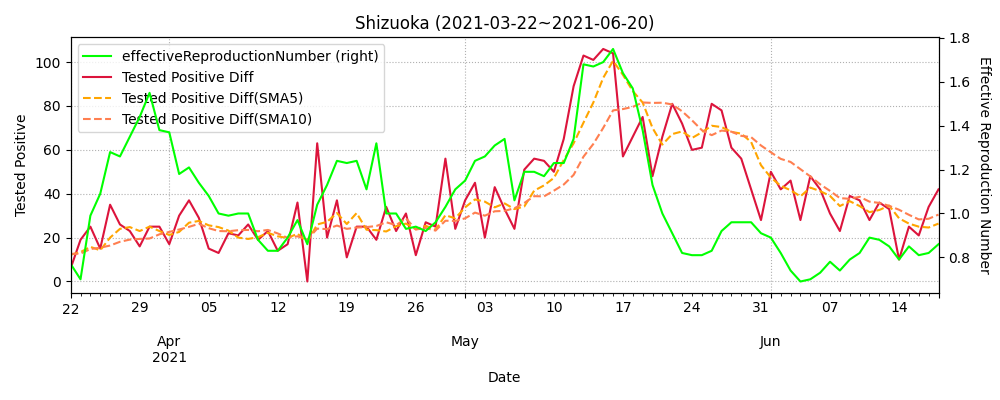 Shizuoka (2021-03-22~2021-06-20)
effectiveReproductionNumber (right)
Tested Positive Diff
Tested Positive Diff(SMA5)
Tested Positive Diff(SMA10)
Tested Positive
100
80
60
40
20
0
1.8
1.6
1.4
1.2
1.0
0.8
Effective Reproduction Number
22 29 05 12 19 26 03 10 17 24 31 07 14
Apr May Jun
2021
Date